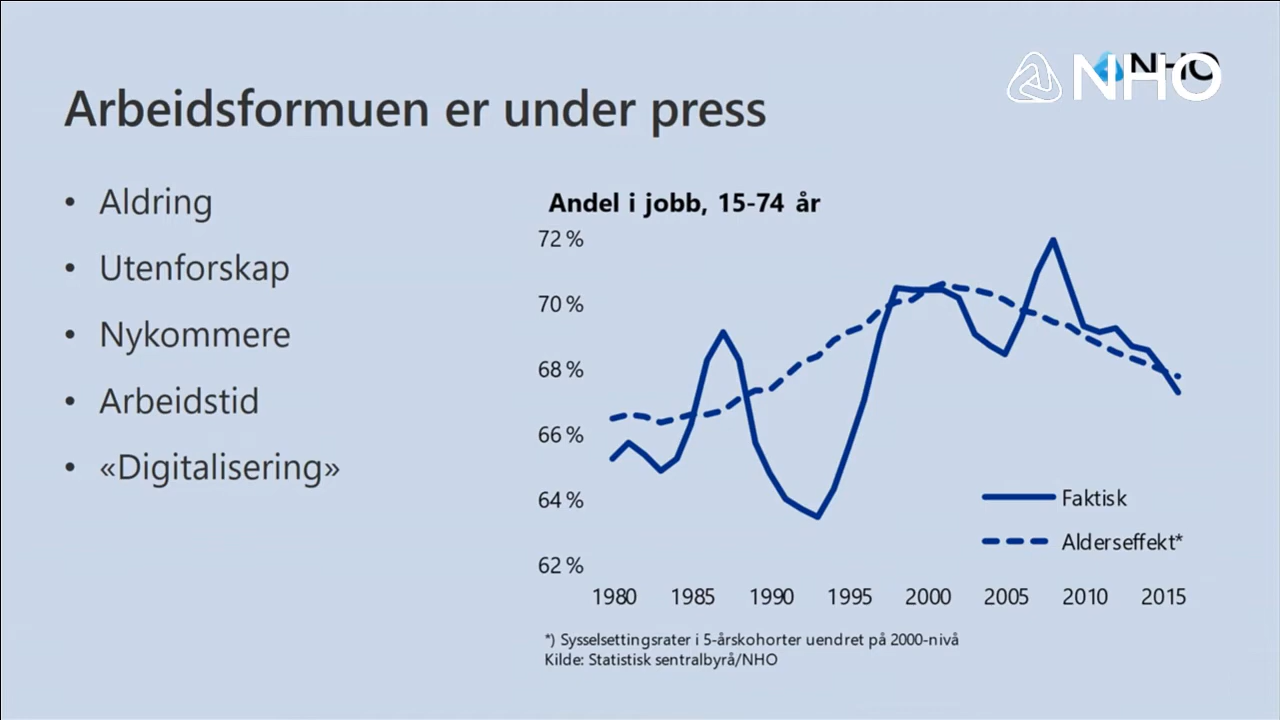 NHO
NHO
Arbeidsformuen er under press
• Aldring
• Utenforskap
• Nykommere
• Arbeidstid
• «Digitalisering»
Andel i jobb, 15-74 år
72 %
70 %
68 %
66 %
64 %
62 %
Faktisk
Alderseffekt*
1980 1985 1990 1995 2000 2005 2010 2015
*) Sysselsettingsrater i 5-årskohorter uendret på 2000-nivå
Kilde: Statistisk sentralbyrå/NHO